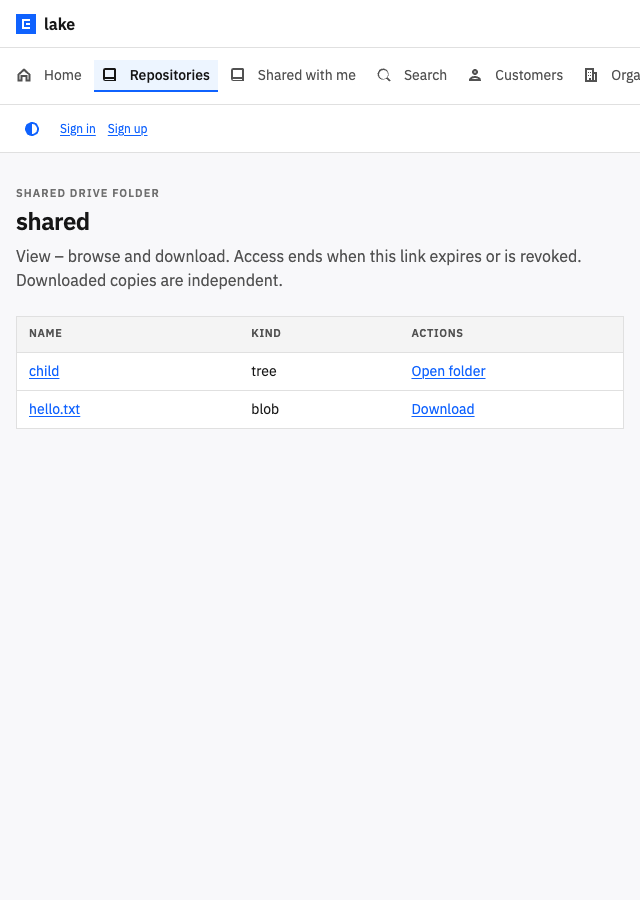 lake
Home Repositories Shared with me Search Customers Orga
Sign in Sign up
SHARED DRIVE FOLDER
shared
View – browse and download. Access ends when this link expires or is revoked.
Downloaded copies are independent.
NAME KIND ACTIONS
child tree Open folder
hello.txt blob Download